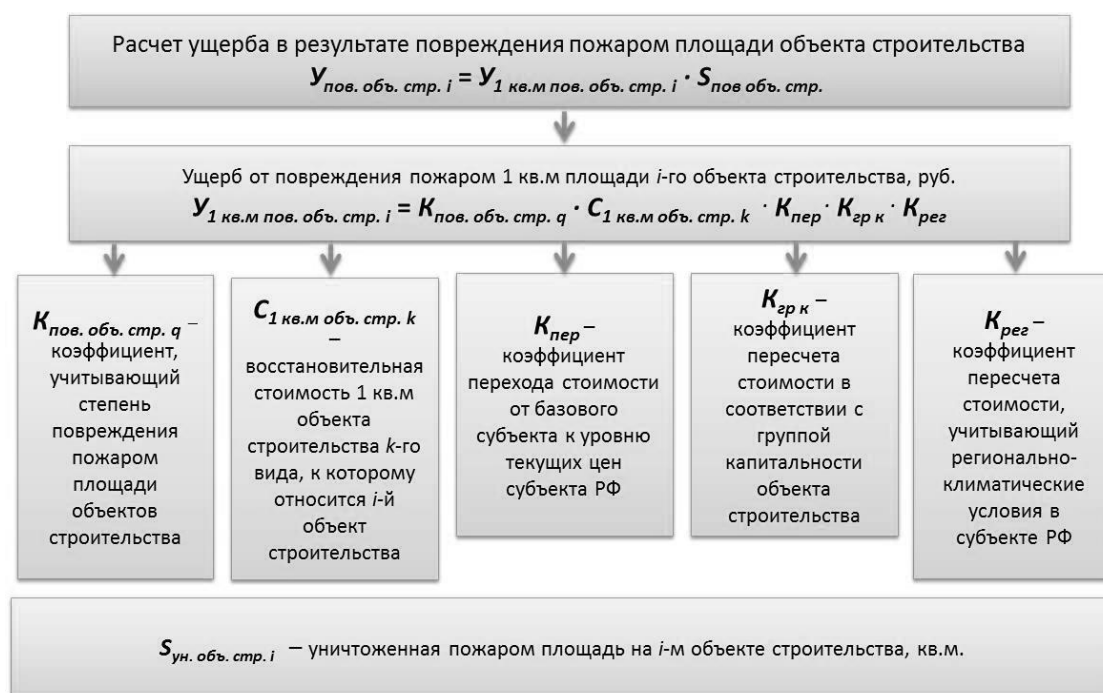 Расчет ущерба в результате повреждения пожаром площади объекта строительства
У пов. объ. стр. i = У 1 кв.м пов. объ. стр. i · S пов объ. стр.
Ущерб от повреждения пожаром 1 кв.м площади i-го объекта строительства, руб.
У 1 кв.м пов. объ. стр. i = К пов. объ. стр. q · С 1 кв.м объ. стр. k · К пер · К гр к · К рег
К пов. объ. стр. q –
коэффициент,
учитывающий
степень
повреждения
пожаром
площади
объектов
строительства
С 1 кв.м объ. стр. k
–
восстановительная
стоимость 1 кв.м
объекта
строительства k-го
вида, к которому
относится i-й
объект
строительства
К пер –
коэффициент
перехода стоимости
от базового
субъекта к уровню
текущих цен
субъекта РФ
К гр к –
коэффициент
пересчета
стоимости в
соответствии с
группой
капитальности
объекта
строительства
К рег –
коэффициент
пересчета
стоимости,
учитывающий
регионально-
климатические
условия в
субъекте РФ
S ун. объ. стр. i – уничтоженная пожаром площадь на i-м объекте строительства, кв.м.